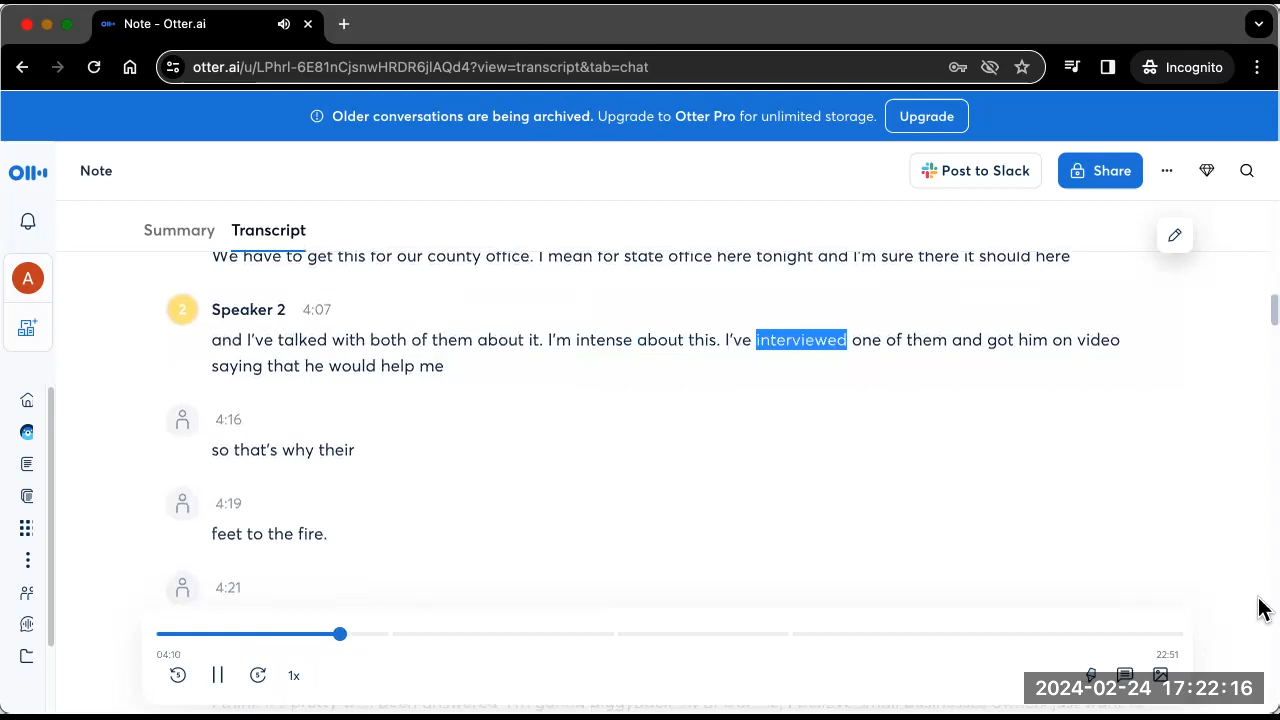 Note - Otter.ai
otter.ai/u/LPhrI-6E81nCjsnwHRDR6jlAQd4?view=transcript&tab=chat
Incognito
Older conversations are being archived. Upgrade to Otter Pro for unlimited storage.
Upgrade
Note
Post to Slack
Share
Summary
Transcript
We have to get this for our county office. I mean for state office here tonight and I'm sure there it should here
A
2
Speaker 2 4:07
and I've talked with both of them about it. I'm intense about this. I've interviewed one of them and got him on video
saying that he would help me
4:16
so that's why their
4:19
feet to the fire.
4:21
04:10
22:51
5
5
1x
2024-02-24 17:22:16